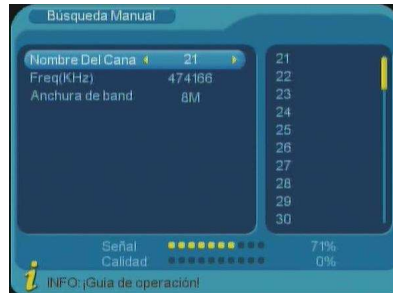 Búsqueda Manual
Nombre Del Cana 21
Freq(KHz) 474166
Anchura de band 8M
21
22
23
24
25
26
27
28
29
30
Señal 71%
Calidad 0%
INFO:¡Guía de operación!